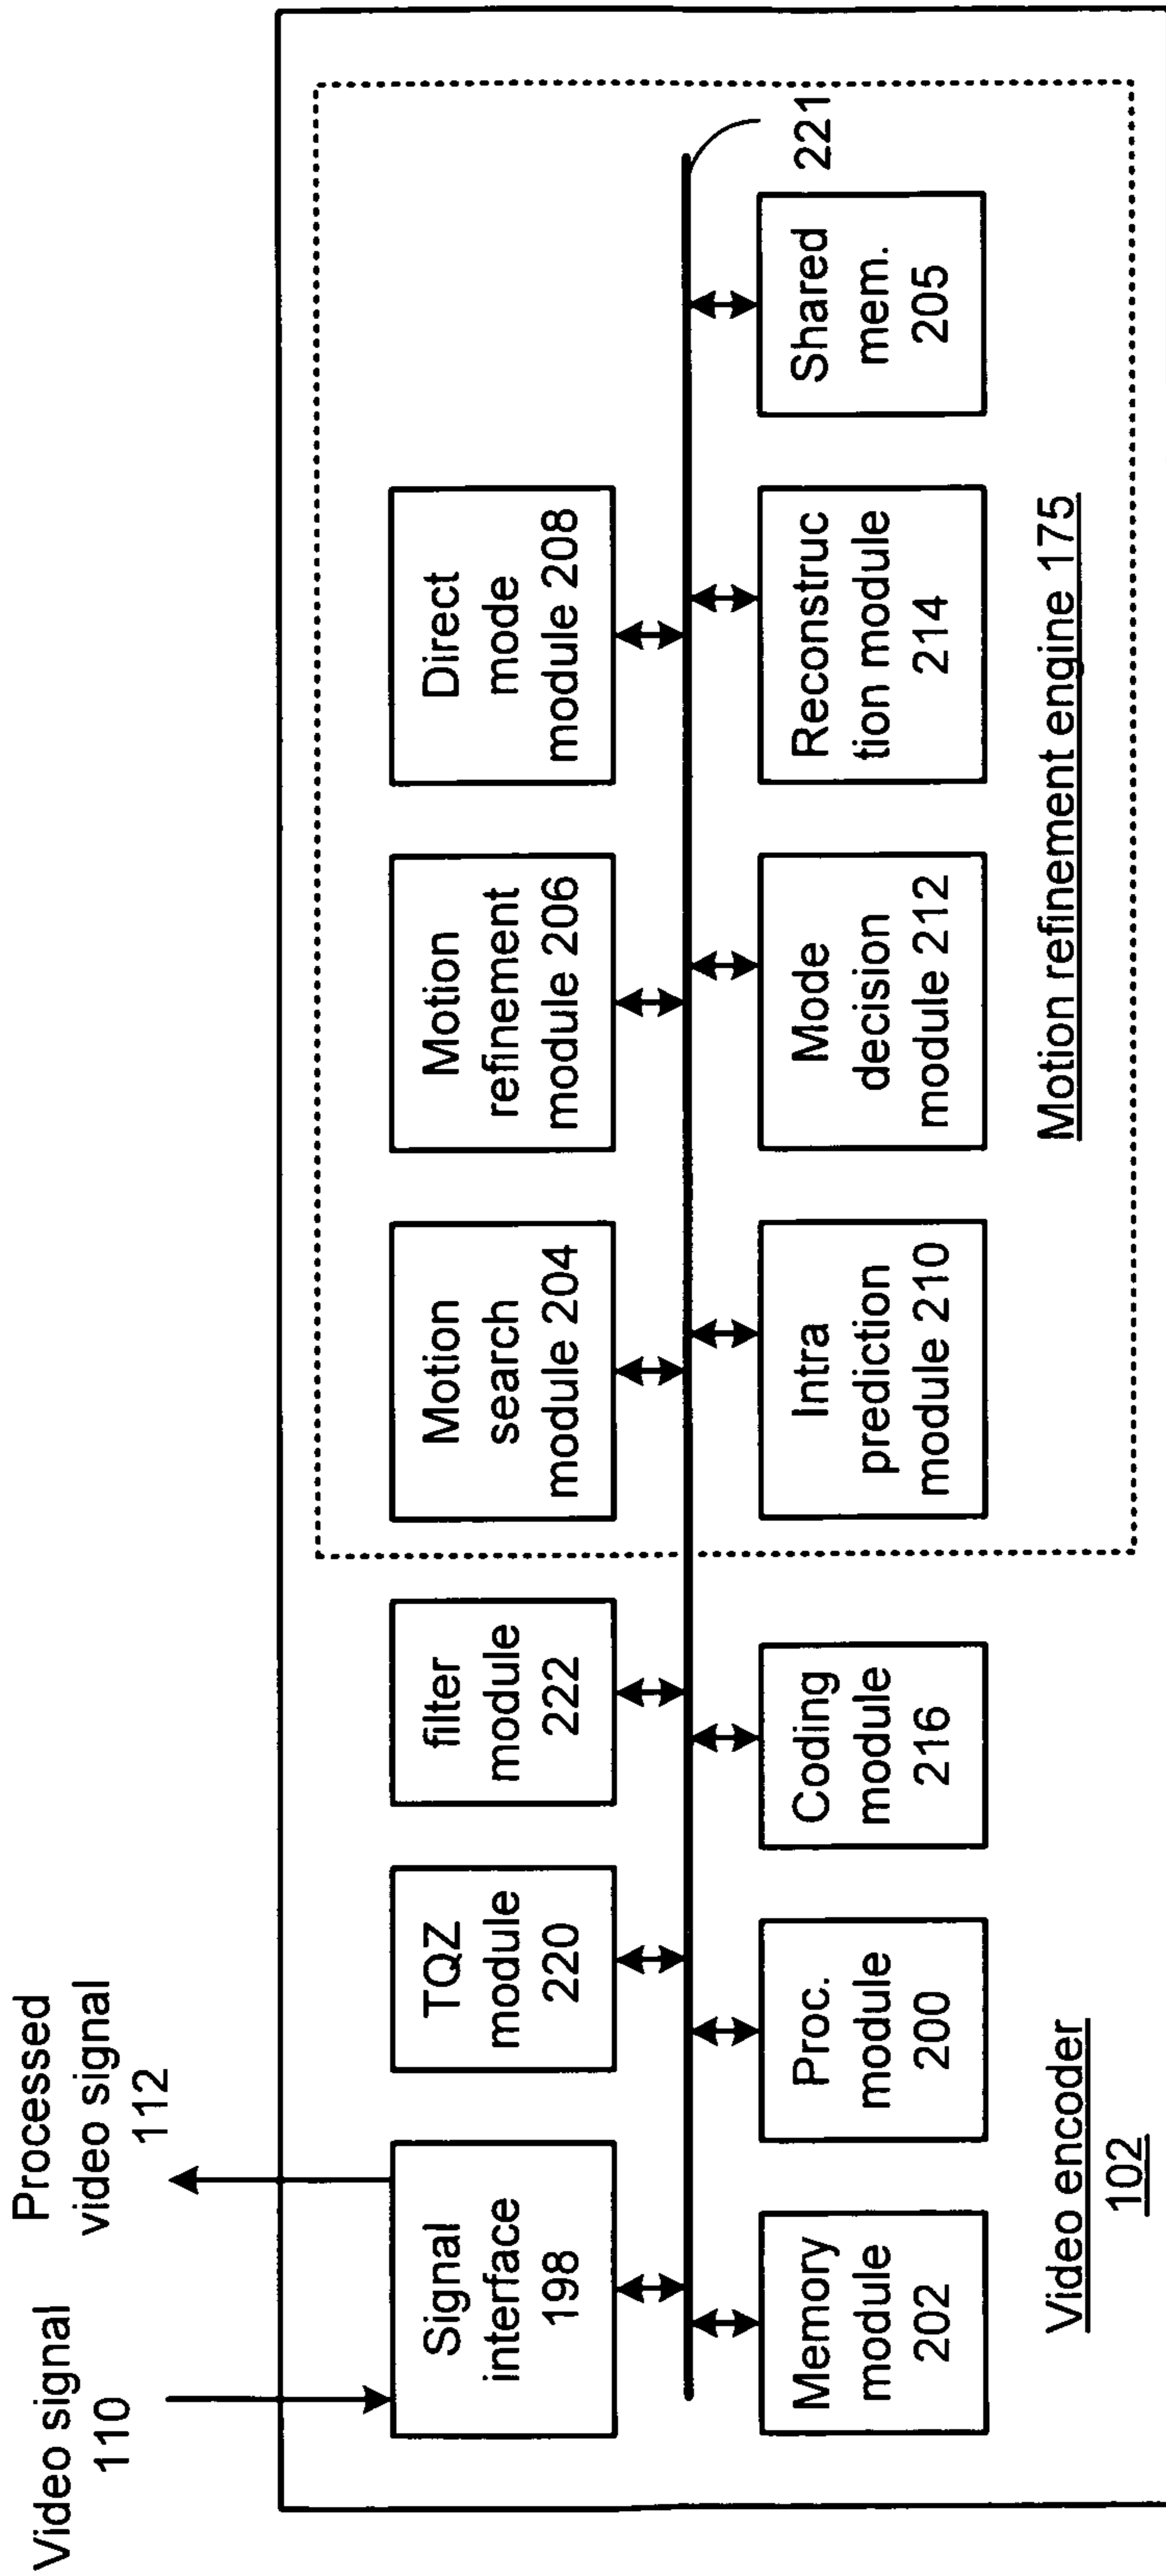 Video signal
110
Processed
video signal
112
Signal
interface
198
TQZ
module
220
filter
module
222
Motion
search
module 204
Motion
refinement
module 206
Direct
mode
module 208
221
Memory
module
202
Proc.
module
200
Coding
module
216
Intra
prediction
module 210
Mode
decision
module 212
Reconstruc
tion module
214
Shared
mem.
205
Video encoder
102
Motion refinement engine 175